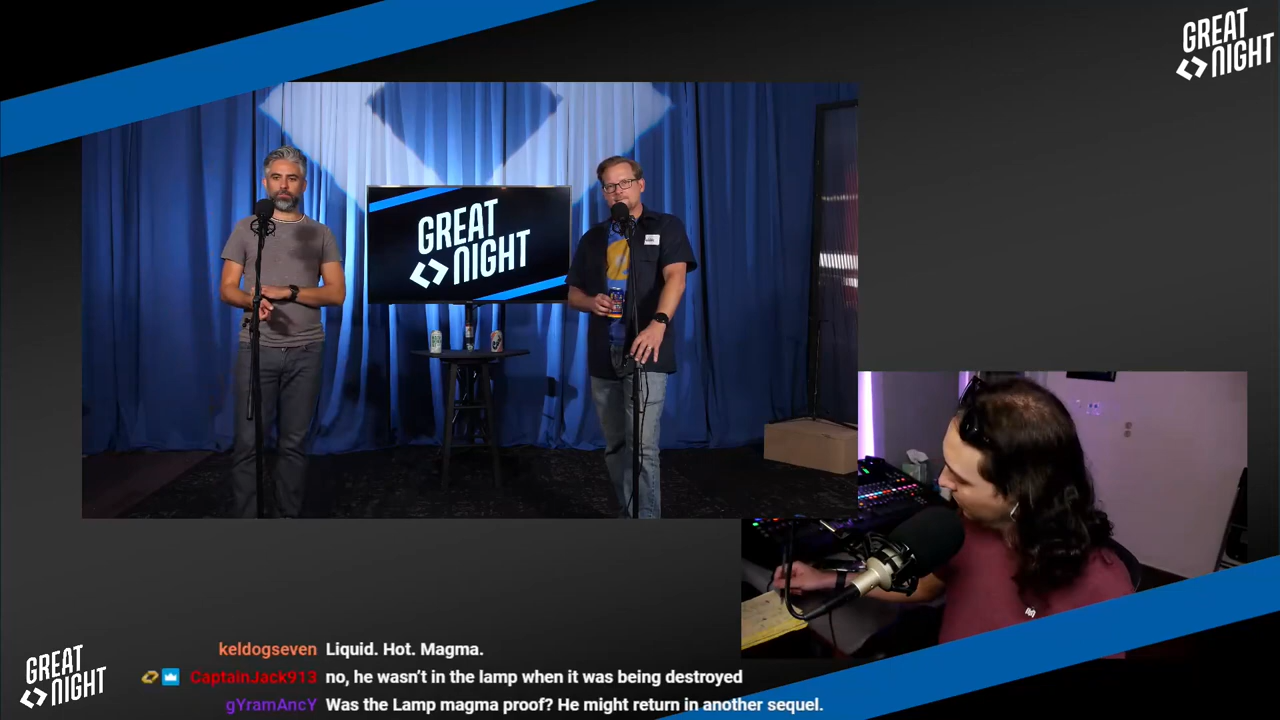 GREAT
NIGHT
GREAT
NIGHT
GREAT
NIGHT
keldogseven Liquid. Hot. Magma.
CaptainJack913 no, he wasn't in the lamp when it was being destroyed
gYramAncY Was the Lamp magma proof? He might return in another sequel.